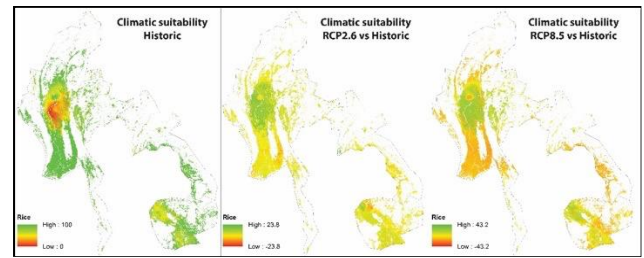 Climatic suitability
Historic
Rice
High : 100
Low : 0
Climatic suitability
RCP2.6 vs Historic
Rice
High : 23.8
Low : -23.8
Climatic suitability
RCP8.5 vs Historic
Rice
High : 43.2
Low : -43.2